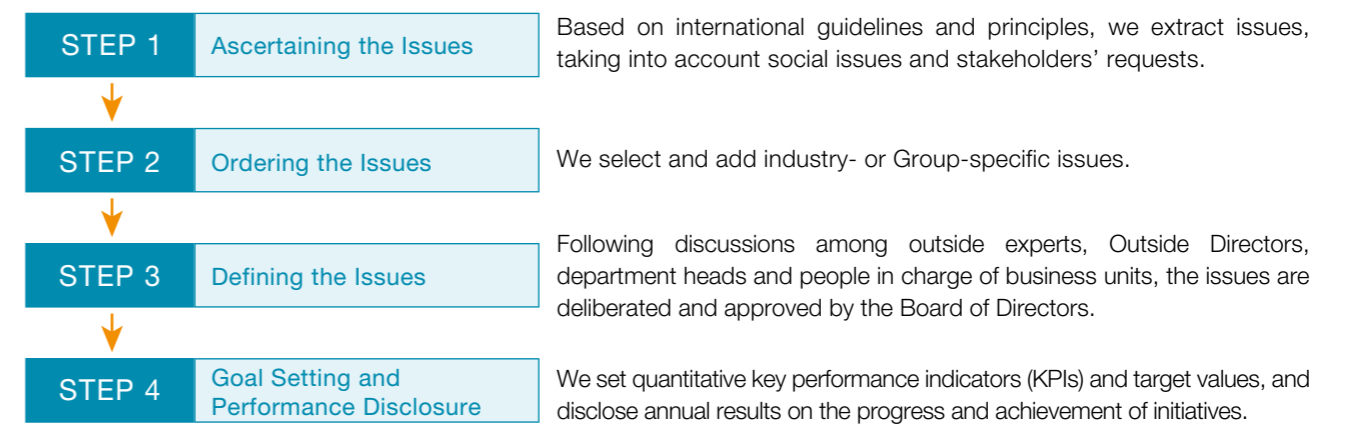 STEP 1
Ascertaining the Issues
Based on international guidelines and principles, we extract issues,
taking into account social issues and stakeholders’ requests.
STEP 2
Ordering the Issues
We select and add industry- or Group-specific issues.
STEP 3
Defining the Issues
Following discussions among outside experts, Outside Directors,
department heads and people in charge of business units, the issues are
deliberated and approved by the Board of Directors.
STEP 4
Goal Setting and
Performance Disclosure
We set quantitative key performance indicators (KPIs) and target values, and
disclose annual results on the progress and achievement of initiatives.